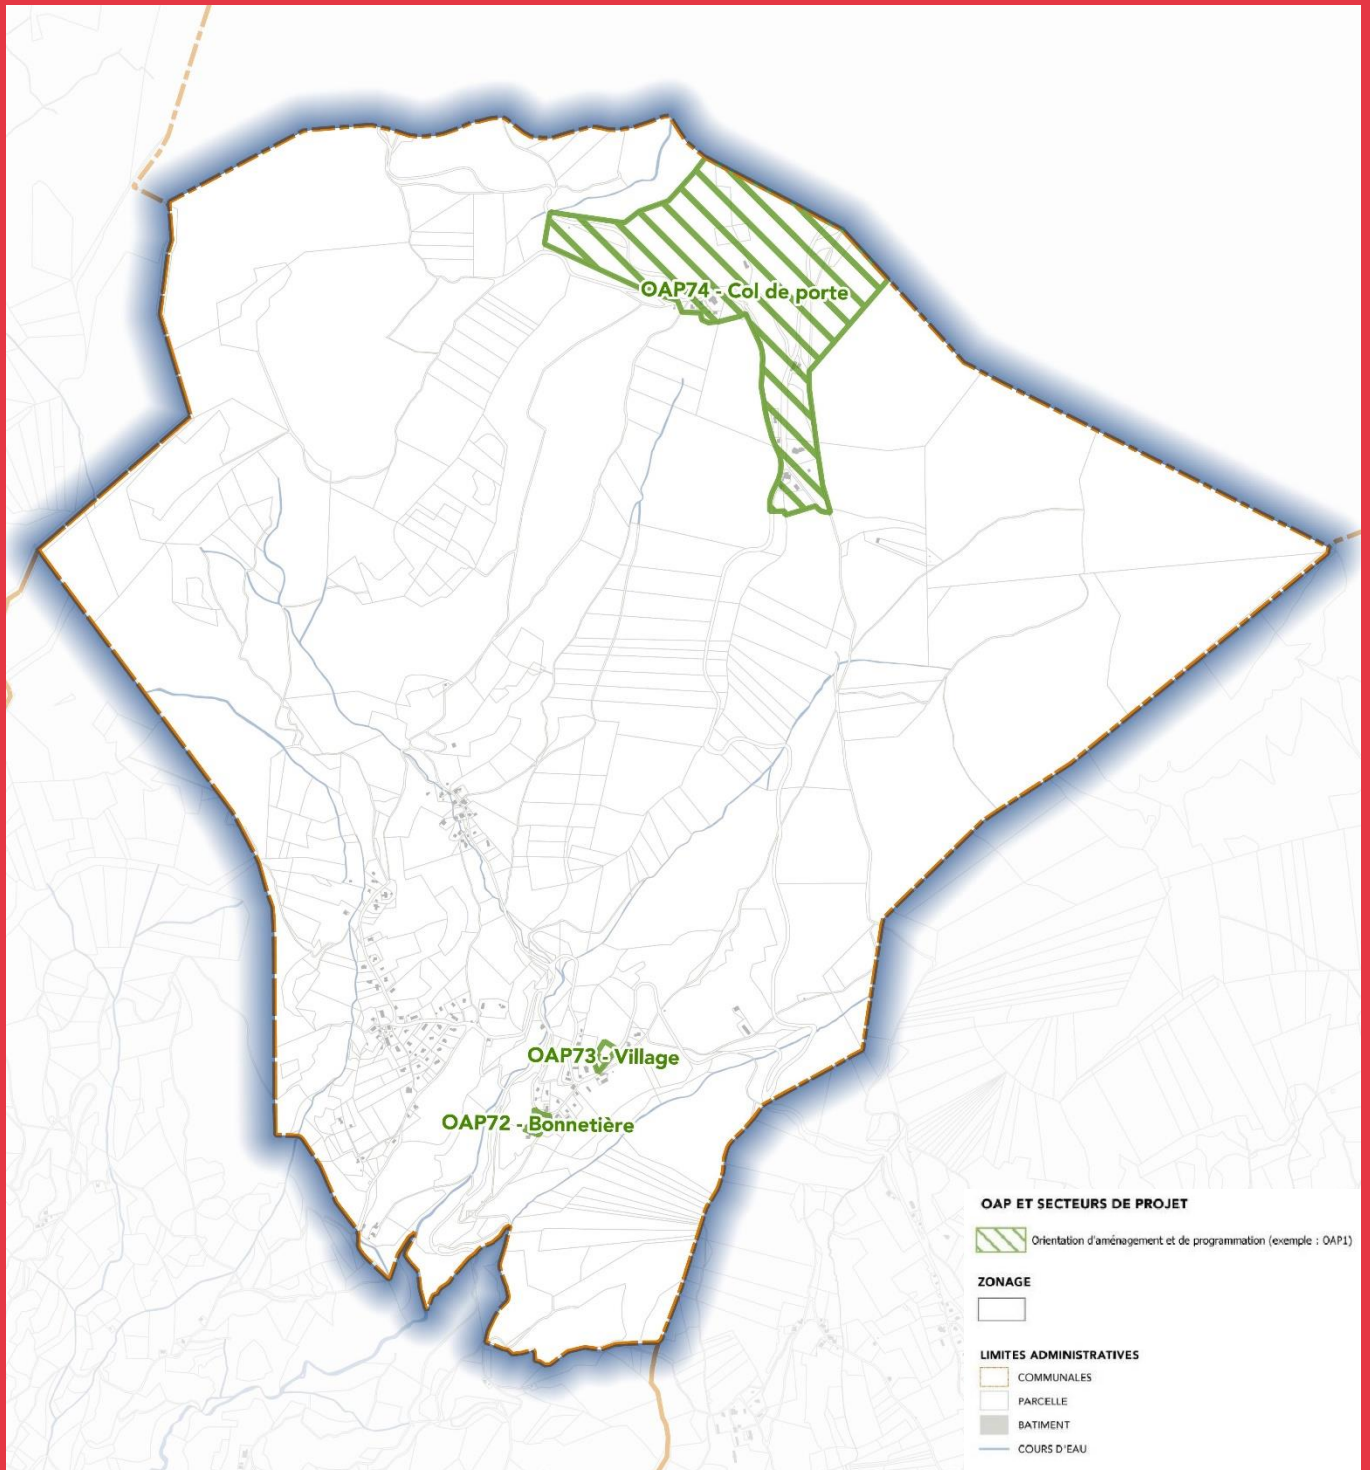 OAP74 - Col de porte
OAP73 - Village
OAP72 - Bonnetière
OAP ET SECTEURS DE PROJET
Orientation d'aménagement et de programmation (exemple : OAP1)
ZONAGE
LIMITES ADMINISTRATIVES
COMMUNALES
PARCELLE
BATIMENT
COURS D'EAU